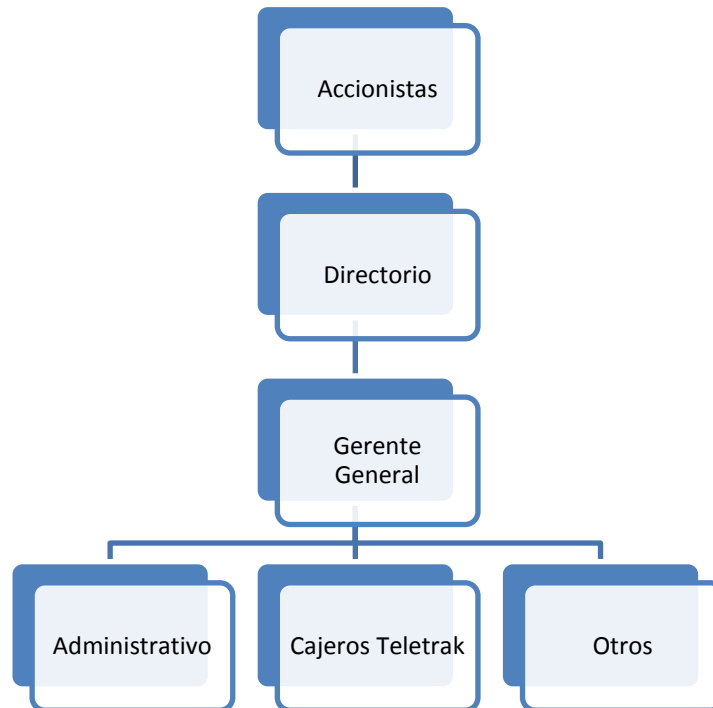 Accionistas
Directorio
Gerente
General
Administrativo
Cajeros Teletrak
Otros